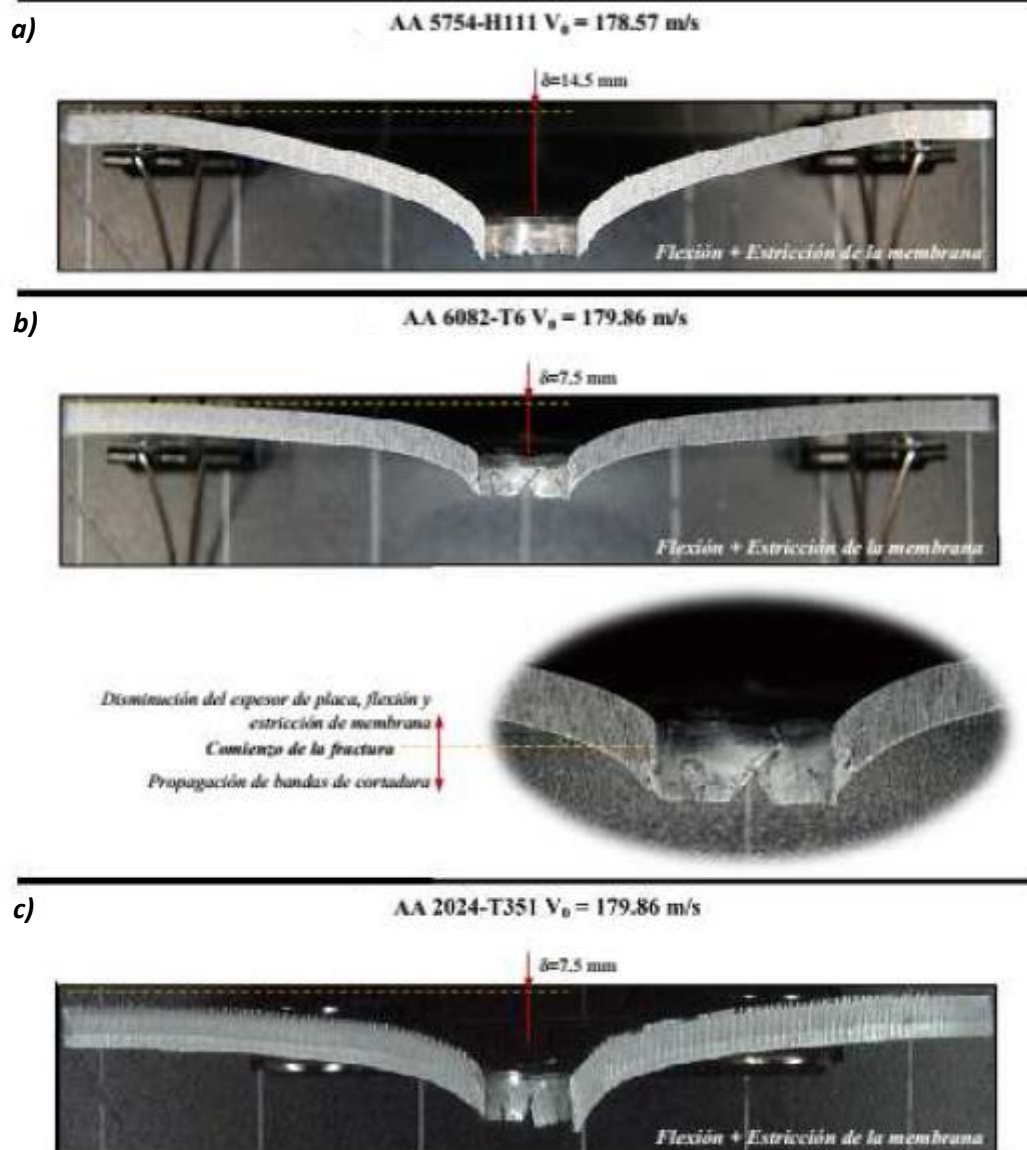 a)
AA 5754-H111 V₀ = 178.57 m/s
δ=14.5 mm
Flexión + Estricción de la membrana
b)
AA 6082-T6 V₀ = 179.86 m/s
δ=7.5 mm
Flexión + Estricción de la membrana
Disminución del espesor de placa, flexión y
estricción de membrana
Comienzo de la fractura
Propagación de bandas de cortadura
c)
AA 2024-T351 V₀ = 179.86 m/s
δ=7.5 mm
Flexión + Estricción de la membrana